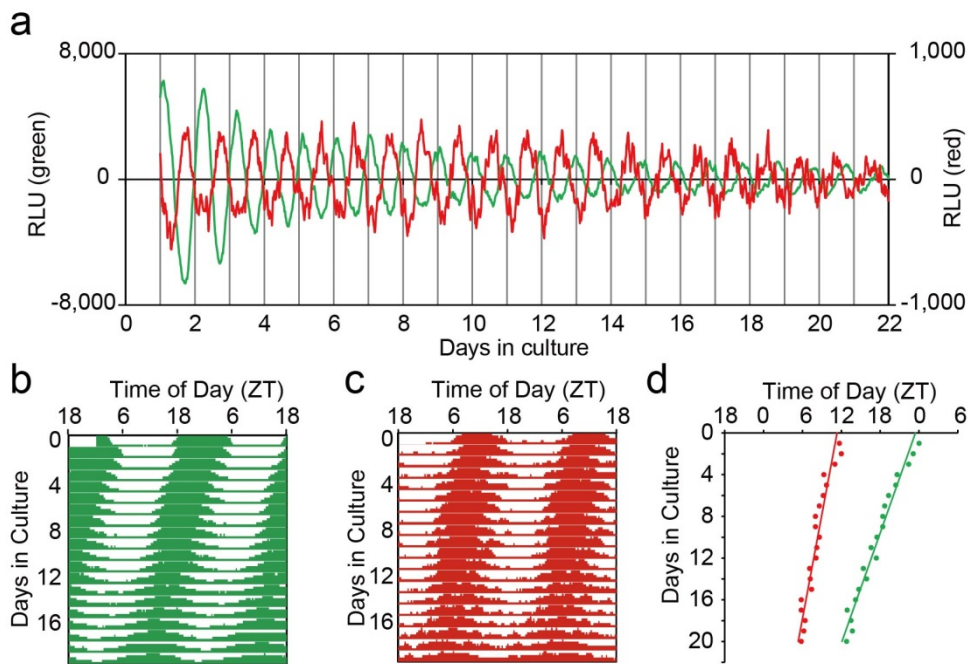 a
8,000 1,000
RLU (green) 0 0 RLU (red)
-8,000 -1,000
0 2 4 6 8 10 12 14 16 18 20 22
Days in culture
b
Time of Day (ZT)
18 6 18 6 18
Days in Culture
0
4
8
12
16
c
Time of Day (ZT)
18 6 18 6 18
Days in Culture
0
4
8
12
16
d
Time of Day (ZT)
18 0 6 12 18 0 6
Days in Culture
0
4
8
12
16
20